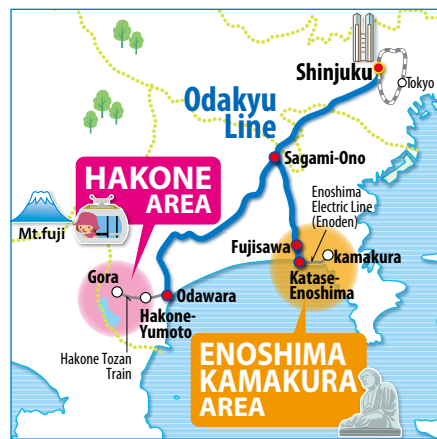 Shinjuku
Tokyo
Odakyu
Line
Sagami-Ono
HAKONE
AREA
Enoshima
Electric Line
(Enoden)
Mt.fuji
Fujisawa
kamakura
Gora
Katase-
Enoshima
Odawara
Hakone-
Yumoto
Hakone Tozan
Train
ENOSHIMA
KAMAKURA
AREA